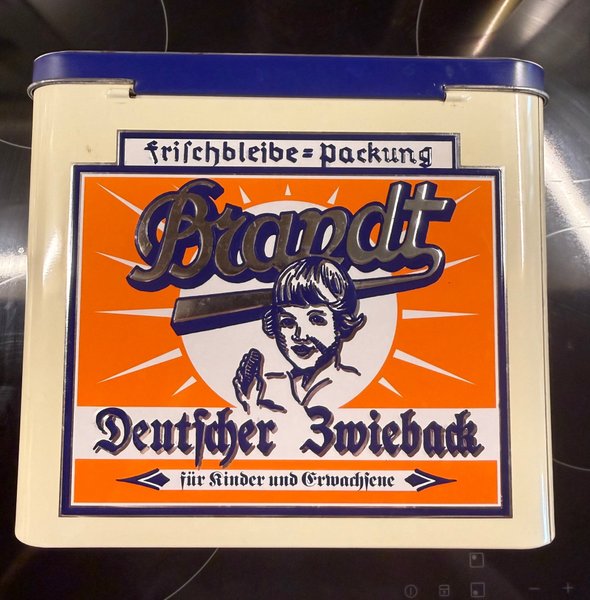 friſchbleibe=packung
Brandt
Deutſcher Zwieback
für Kinder und Erwachſene